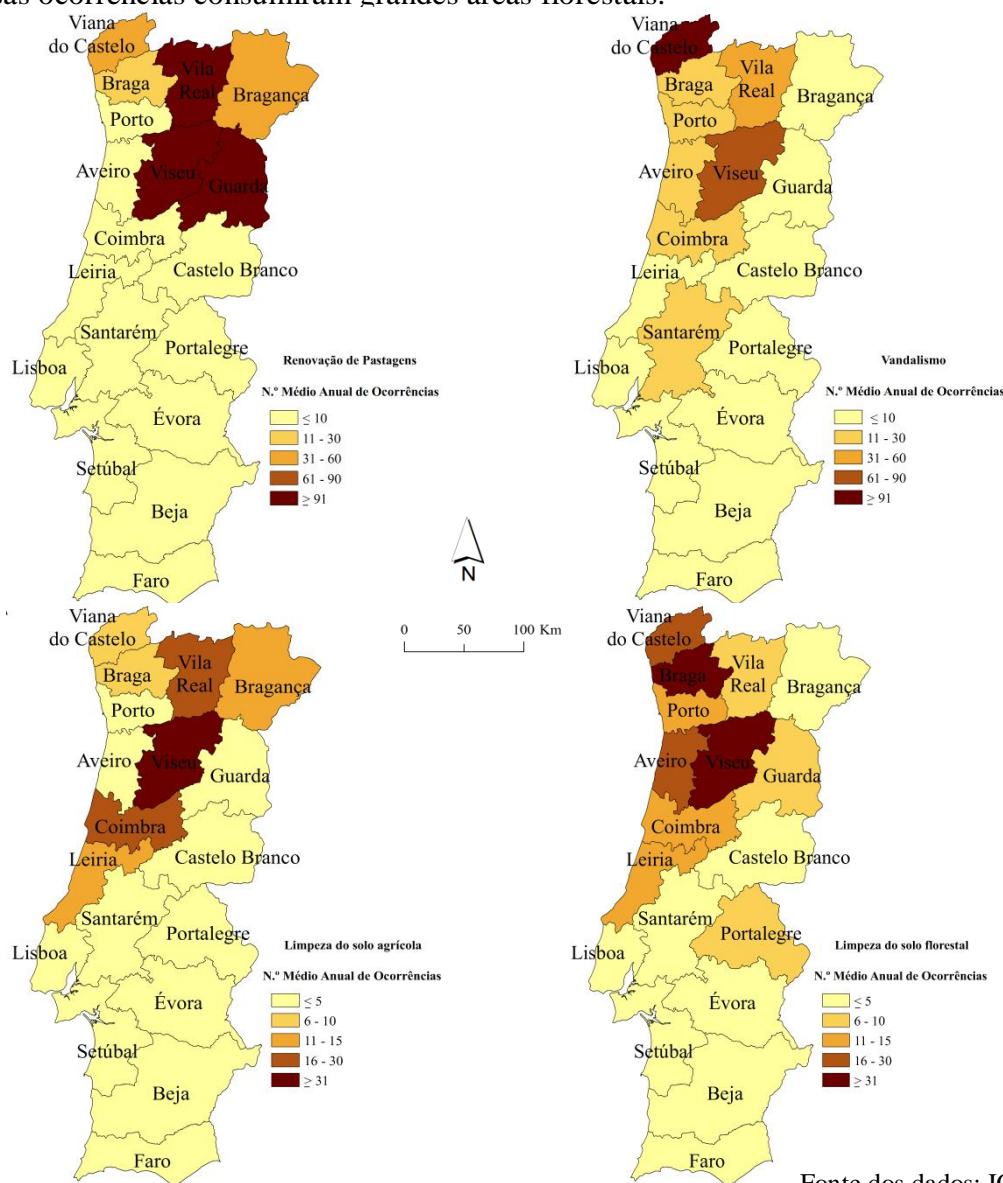 ocorrências consumiram grandes áreas florestais.
Viana
do Castelo
Braga
Vila
Real
Bragança
Porto
Aveiro
Viseu
Guarda
Coimbra
Leiria
Castelo Branco
Santarém
Portalegre
Lisboa
Évora
Setúbal
Beja
Faro
Renovação de Pastagens
N.º Médio Anual de Ocorrências
≤ 10
11 - 30
31 - 60
61 - 90
≥ 91
Viana
do Castelo
Braga
Vila
Real
Bragança
Porto
Aveiro
Viseu
Guarda
Coimbra
Leiria
Castelo Branco
Santarém
Portalegre
Lisboa
Évora
Setúbal
Beja
Faro
Vandalismo
N.º Médio Anual de Ocorrências
≤ 10
11 - 30
31 - 60
61 - 90
≥ 91
N
0 50 100 Km
Viana
do Castelo
Braga
Vila
Real
Bragança
Porto
Aveiro
Viseu
Guarda
Coimbra
Leiria
Castelo Branco
Santarém
Portalegre
Lisboa
Évora
Setúbal
Beja
Faro
Limpeza do solo agrícola
N.º Médio Anual de Ocorrências
≤ 5
6 - 10
11 - 15
16 - 30
≥ 31
Viana
do Castelo
Braga
Vila
Real
Bragança
Porto
Aveiro
Viseu
Guarda
Coimbra
Leiria
Castelo Branco
Santarém
Portalegre
Lisboa
Évora
Setúbal
Beja
Faro
Limpeza do solo florestal
N.º Médio Anual de Ocorrências
≤ 5
6 - 10
11 - 15
16 - 30
≥ 31
Fonte dos dados: